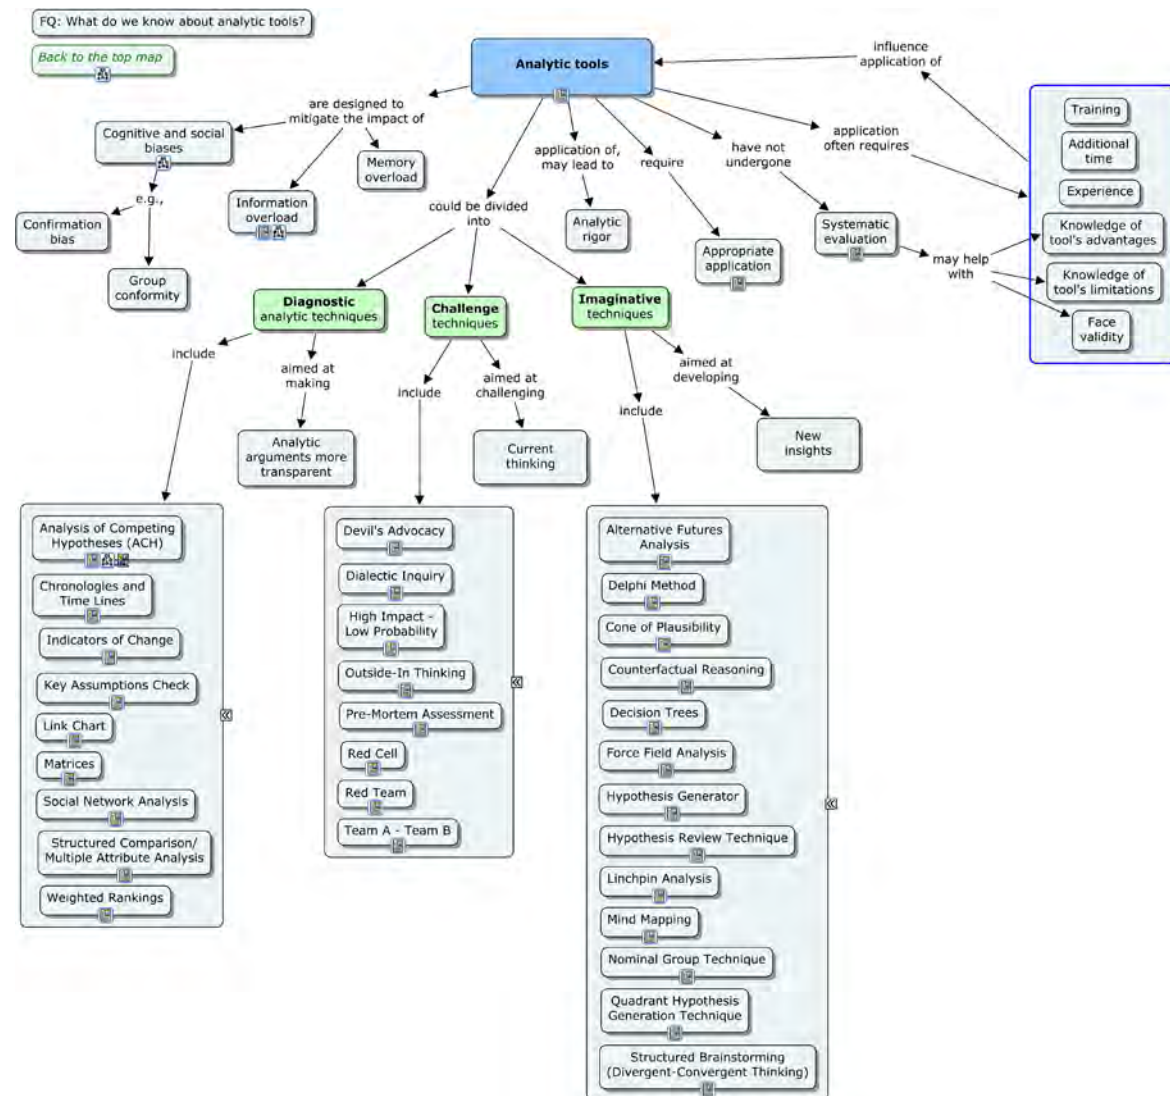 FQ: What do we know about analytic tools?
Back to the top map
Analytic tools
influence
application of
are designed to
mitigate the impact of
Cognitive and social
biases
Memory
overload
e.g.,
Information
overload
Confirmation
bias
Group
conformity
could be divided
into
application of,
may lead to
Analytic
rigor
require
Appropriate
application
have not
undergone
Systematic
evaluation
may help
with
application
often requires
Training
Additional
time
Experience
Knowledge of
tool's advantages
Knowledge of
tool's limitations
Face
validity
Diagnostic
analytic techniques
Challenge
techniques
Imaginative
techniques
include
aimed at
making
Analytic
arguments more
transparent
include
aimed at
challenging
Current
thinking
include
aimed at
developing
New
insights
Analysis of Competing
Hypotheses (ACH)
Chronologies and
Time Lines
Indicators of Change
Key Assumptions Check
Link Chart
Matrices
Social Network Analysis
Structured Comparison/
Multiple Attribute Analysis
Weighted Rankings
Devil's Advocacy
Dialectic Inquiry
High Impact -
Low Probability
Outside-In Thinking
Pre-Mortem Assessment
Red Cell
Red Team
Team A - Team B
Alternative Futures
Analysis
Delphi Method
Cone of Plausibility
Counterfactual Reasoning
Decision Trees
Force Field Analysis
Hypothesis Generator
Hypothesis Review Technique
Linchpin Analysis
Mind Mapping
Nominal Group Technique
Quadrant Hypothesis
Generation Technique
Structured Brainstorming
(Divergent-Convergent Thinking)